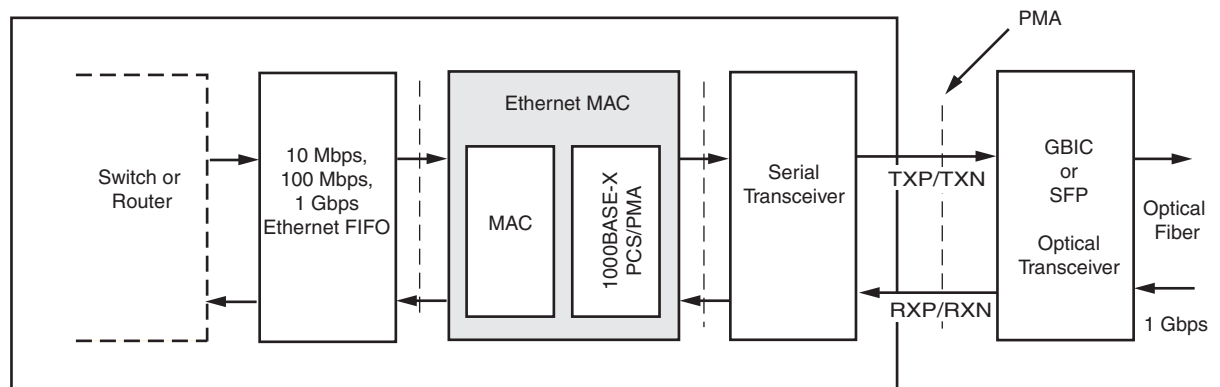 PMA
Switch or
Router
10 Mbps,
100 Mbps,
1 Gbps
Ethernet FIFO
Ethernet MAC
MAC
1000BASE-X
PCS/PMA
Serial
Transceiver
TXP/TXN
RXP/RXN
GBIC
or
SFP
Optical
Transceiver
Optical
Fiber
1 Gbps